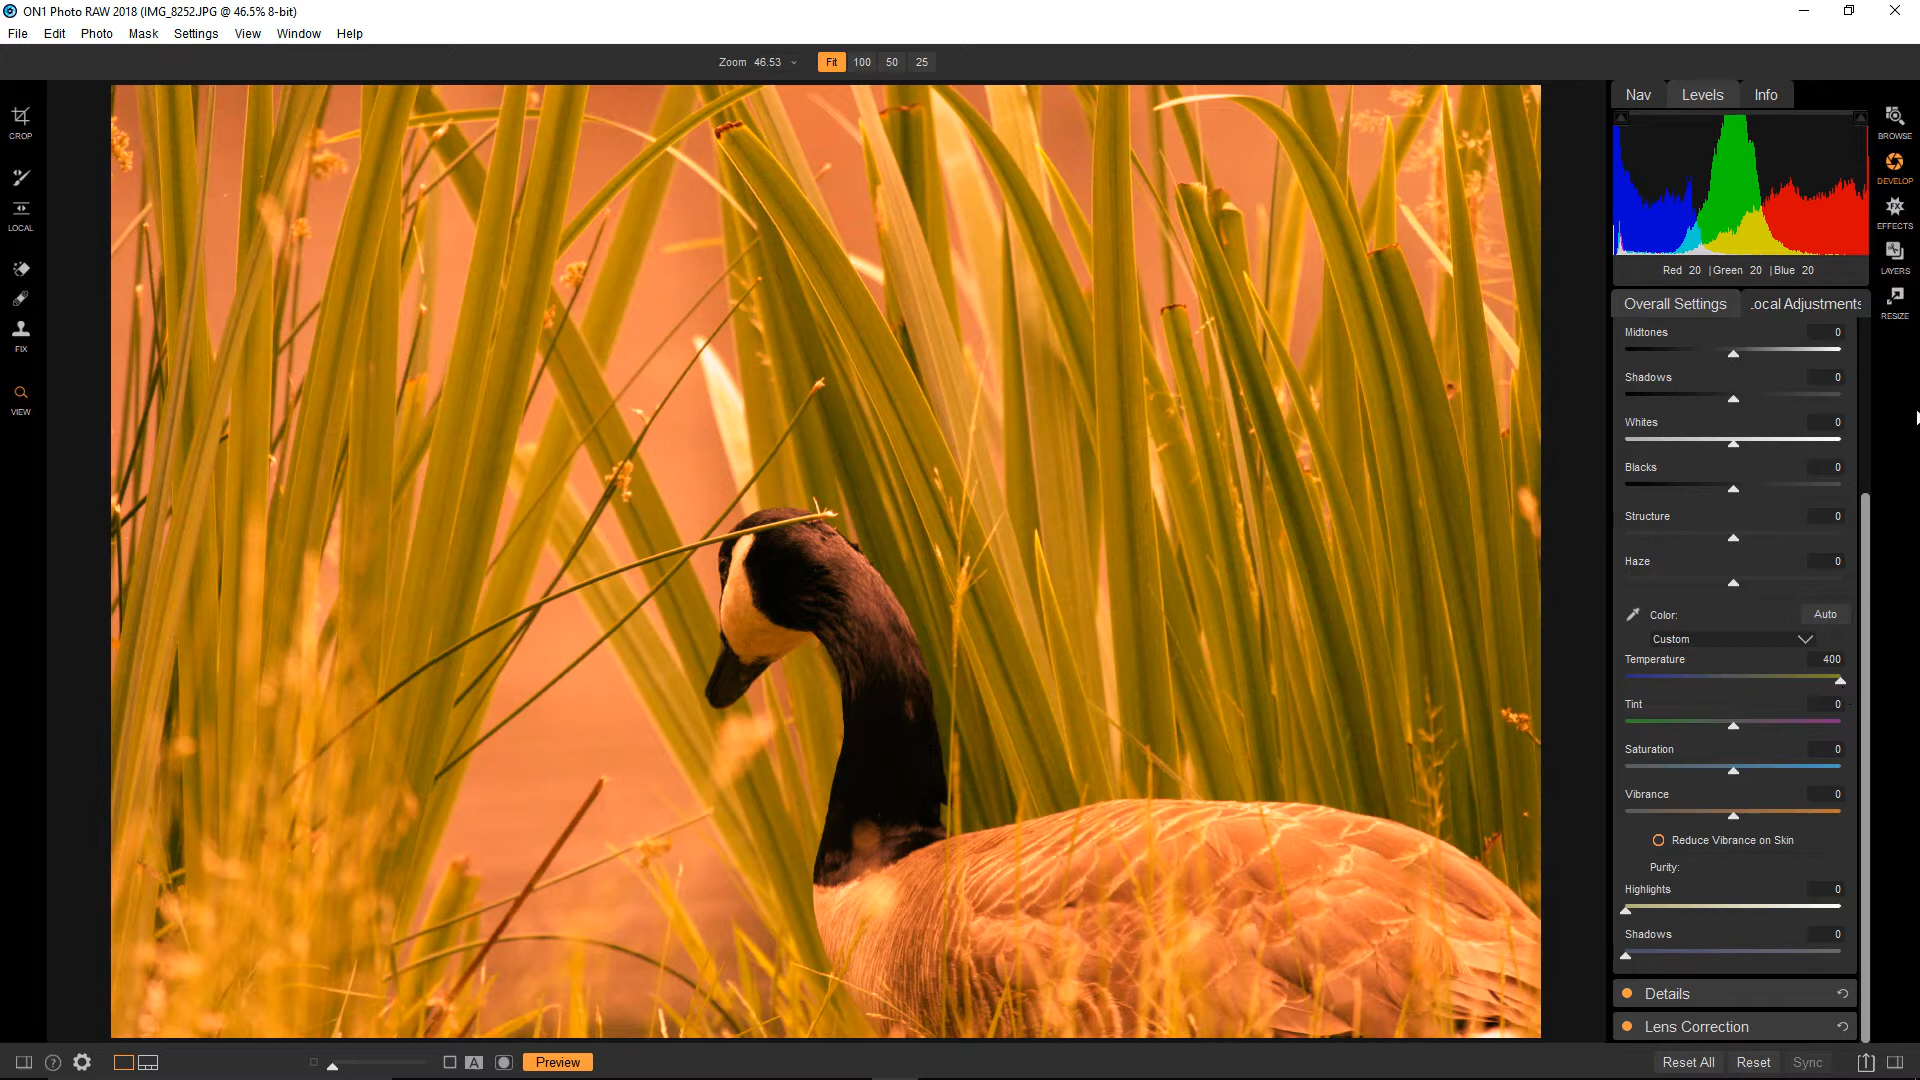 ON1 Photo RAW 2018 (IMG_8252.JPG @ 46.5% 8-bit)
File Edit Photo Mask Settings View Window Help
Zoom 46.53 Fit 100 50 25
Nav Levels Info
CROP
LOCAL
FIX
VIEW
BROWSE
DEVELOP
FX
EFFECTS
LAYERS
RESIZE
Red 20 |Green 20 |Blue 20
Overall Settings ocal Adjustments
Midtones 0
Shadows 0
Whites 0
Blacks 0
Structure 0
Haze 0
Color: Auto
Custom
Temperature 400
Tint 0
Saturation 0
Vibrance 0
Reduce Vibrance on Skin
Purity:
Highlights 0
Shadows 0
Details
Lens Correction
? A Preview
Reset All Reset Sync